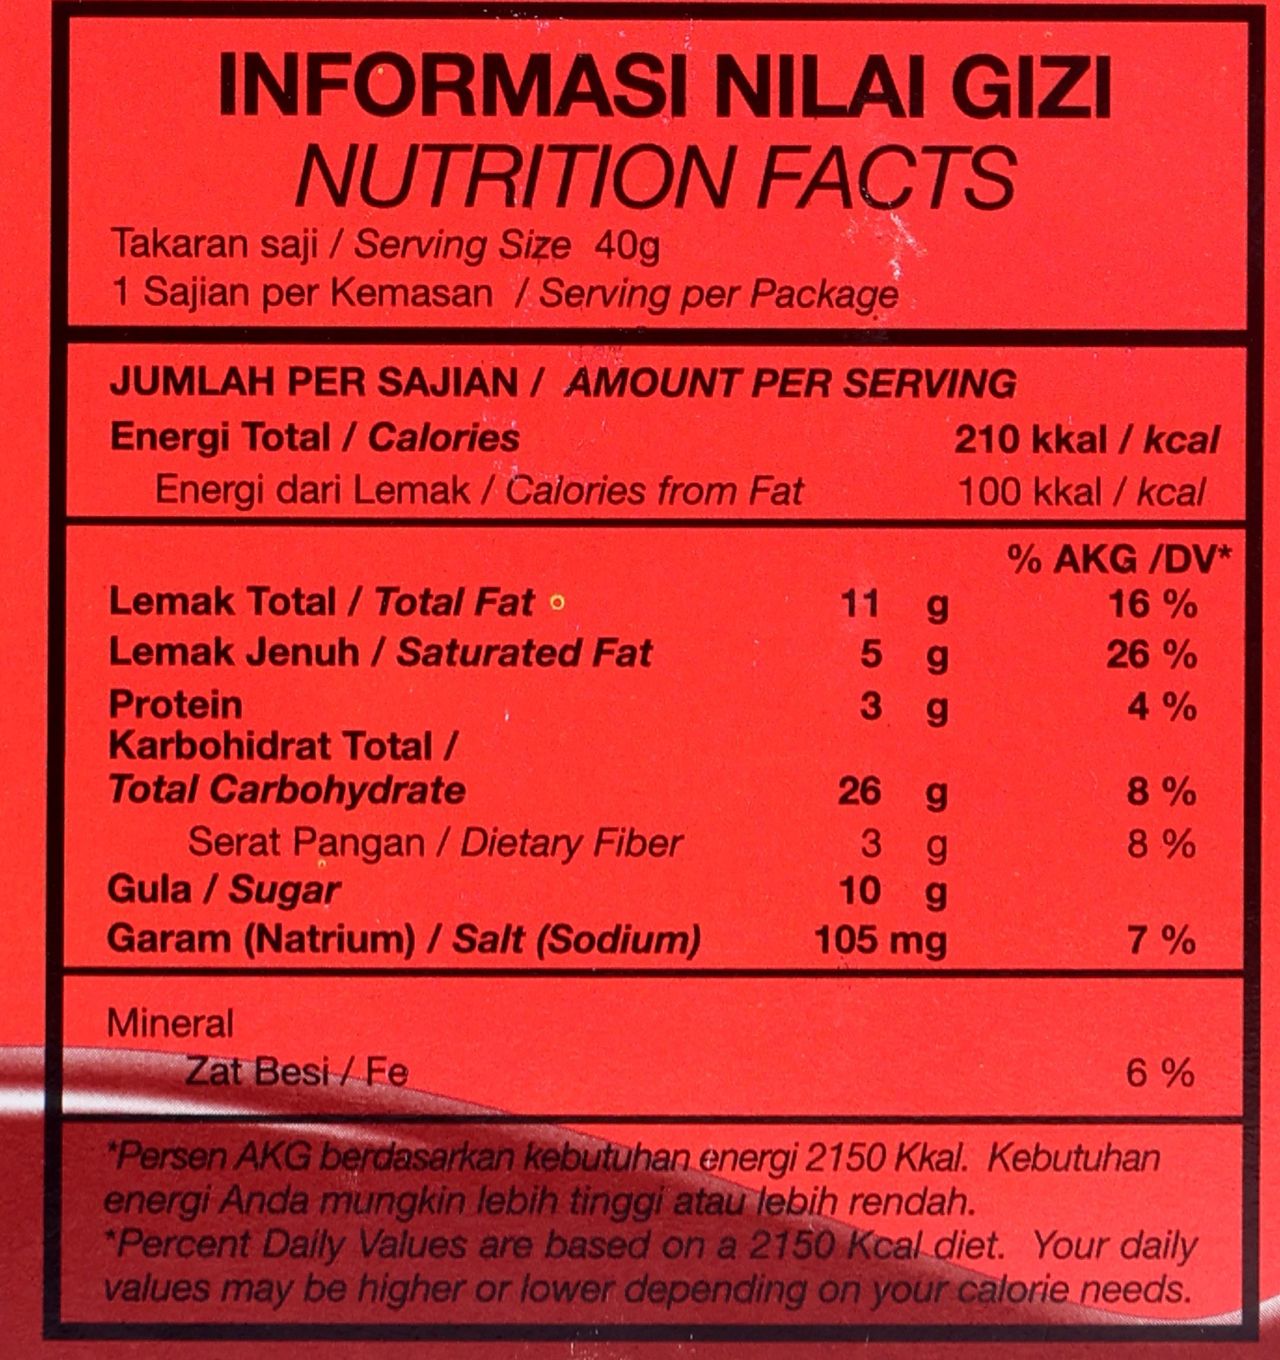 INFORMASI NILAI GIZI
NUTRITION FACTS
Takaran saji / Serving Size 40g
1 Sajian per Kemasan / Serving per Package
JUMLAH PER SAJIAN / AMOUNT PER SERVING
Energi Total / Calories 210 kkal / kcal
Energi dari Lemak / Calories from Fat 100 kkal / kcal
% AKG /DV*
Lemak Total / Total Fat 11 g 16 %
Lemak Jenuh / Saturated Fat 5 g 26 %
Protein 3 g 4 %
Karbohidrat Total /
Total Carbohydrate 26 g 8 %
Serat Pangan / Dietary Fiber 3 g 8 %
Gula / Sugar 10 g
Garam (Natrium) / Salt (Sodium) 105 mg 7 %
Mineral
Zat Besi / Fe 6 %
*Persen AKG berdasarkan kebutuhan energi 2150 Kkal. Kebutuhan
energi Anda mungkin lebih tinggi atau lebih rendah.
*Percent Daily Values are based on a 2150 Kcal diet. Your daily
values may be higher or lower depending on your calorie needs.